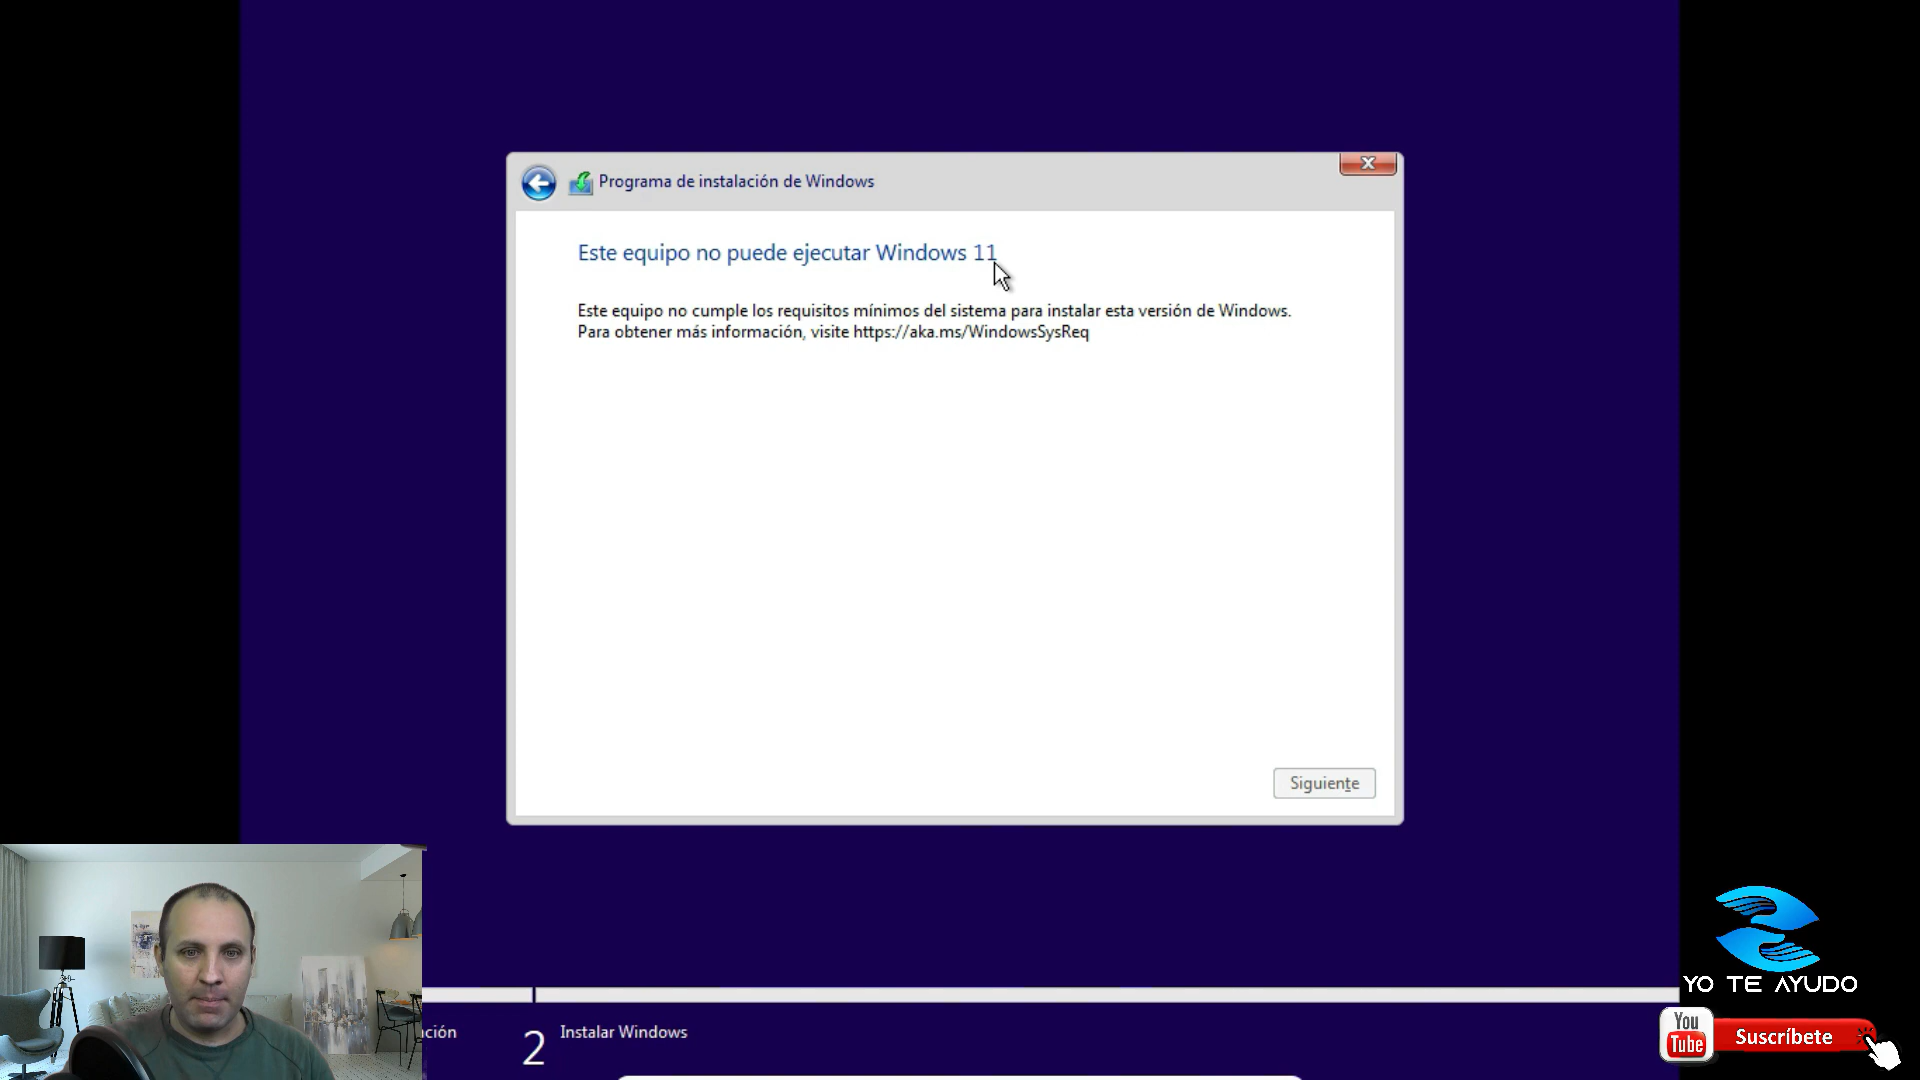 Programa de instalación de Windows
Este equipo no puede ejecutar Windows 11
Este equipo no cumple los requisitos mínimos del sistema para instalar esta versión de Windows.
Para obtener más información, visite https://aka.ms/WindowsSysReq
Siguiente
YO TE AYUDO
ción
2 Instalar Windows
You
Tube
Suscríbete